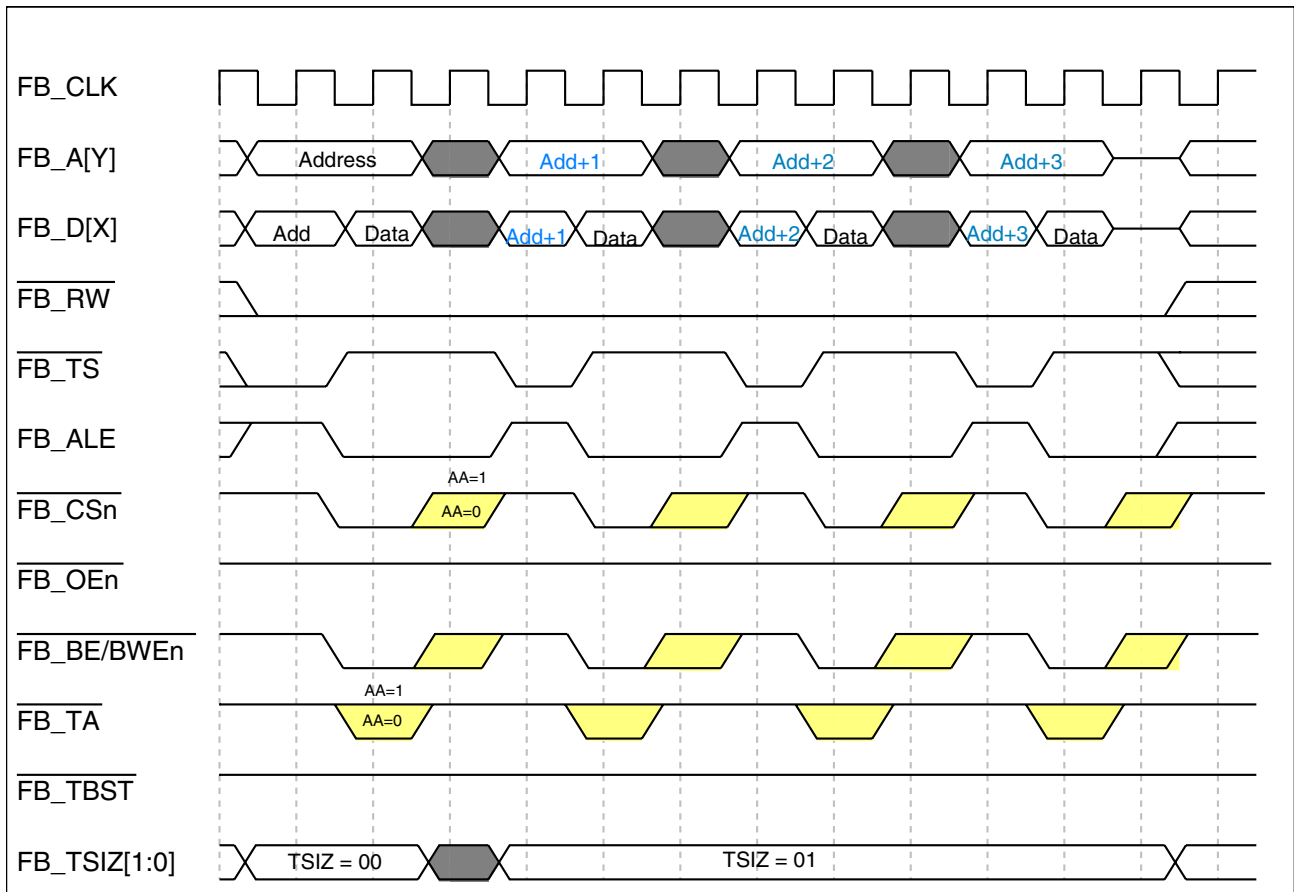 FB_CLK
FB_A[Y] Address Add+1 Add+2 Add+3
FB_D[X] Add Data Add+1 Data Add+2 Data Add+3 Data
FB_RW
FB_TS
FB_ALE
AA=1
FB_CSn AA=0
FB_OEn
FB_BE/BWEn
AA=1
FB_TA AA=0
FB_TBST
FB_TSIZ[1:0] TSIZ = 00 TSIZ = 01